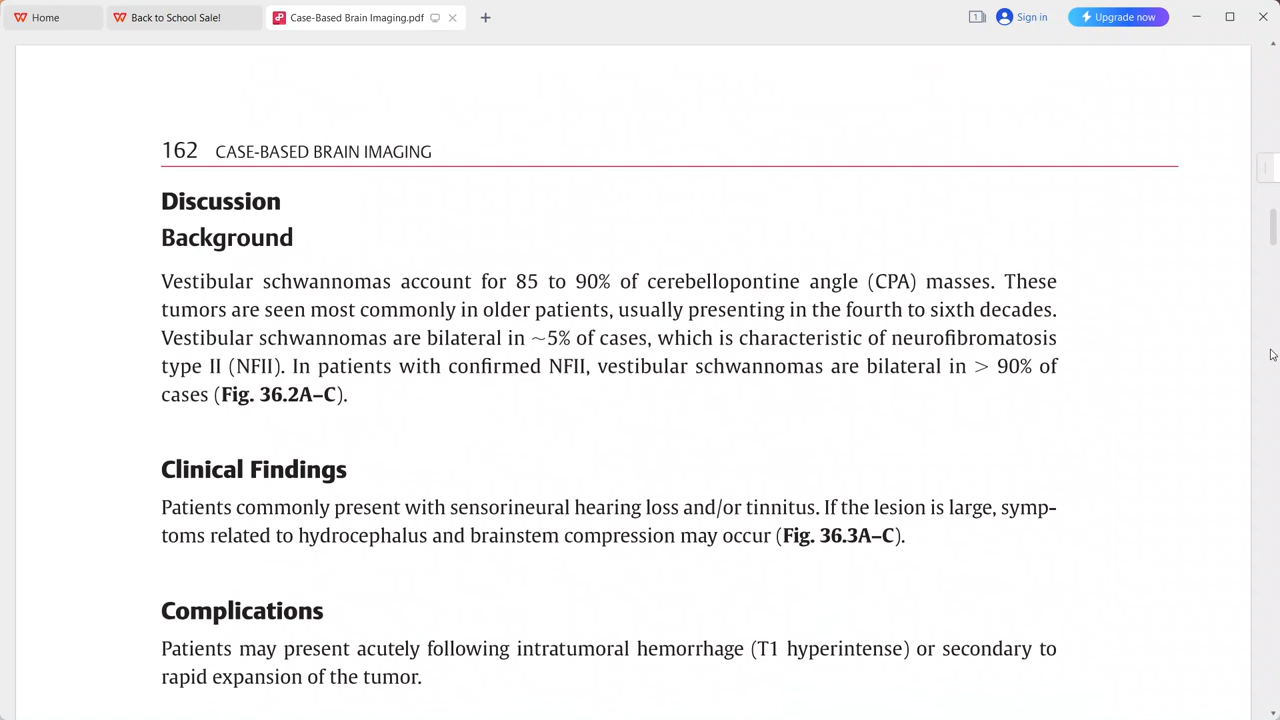 Home
Back to School Sale!
Case-Based Brain Imaging.pdf
1
Sign in
Upgrade now
162 CASE-BASED BRAIN IMAGING
Discussion
Background
Vestibular schwannomas account for 85 to 90% of cerebellopontine angle (CPA) masses. These
tumors are seen most commonly in older patients, usually presenting in the fourth to sixth decades.
Vestibular schwannomas are bilateral in ~5% of cases, which is characteristic of neurofibromatosis
type II (NFII). In patients with confirmed NFII, vestibular schwannomas are bilateral in > 90% of
cases (Fig. 36.2A–C).
Clinical Findings
Patients commonly present with sensorineural hearing loss and/or tinnitus. If the lesion is large, symp-
toms related to hydrocephalus and brainstem compression may occur (Fig. 36.3A–C).
Complications
Patients may present acutely following intratumoral hemorrhage (T1 hyperintense) or secondary to
rapid expansion of the tumor.